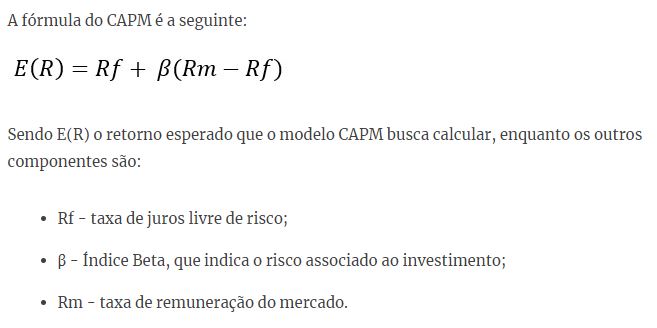 A fórmula do CAPM é a seguinte:
E(R) = Rf + β(Rm − Rf)
Sendo E(R) o retorno esperado que o modelo CAPM busca calcular, enquanto os outros
componentes são:
• Rf - taxa de juros livre de risco;
• β - Índice Beta, que indica o risco associado ao investimento;
• Rm - taxa de remuneração do mercado.